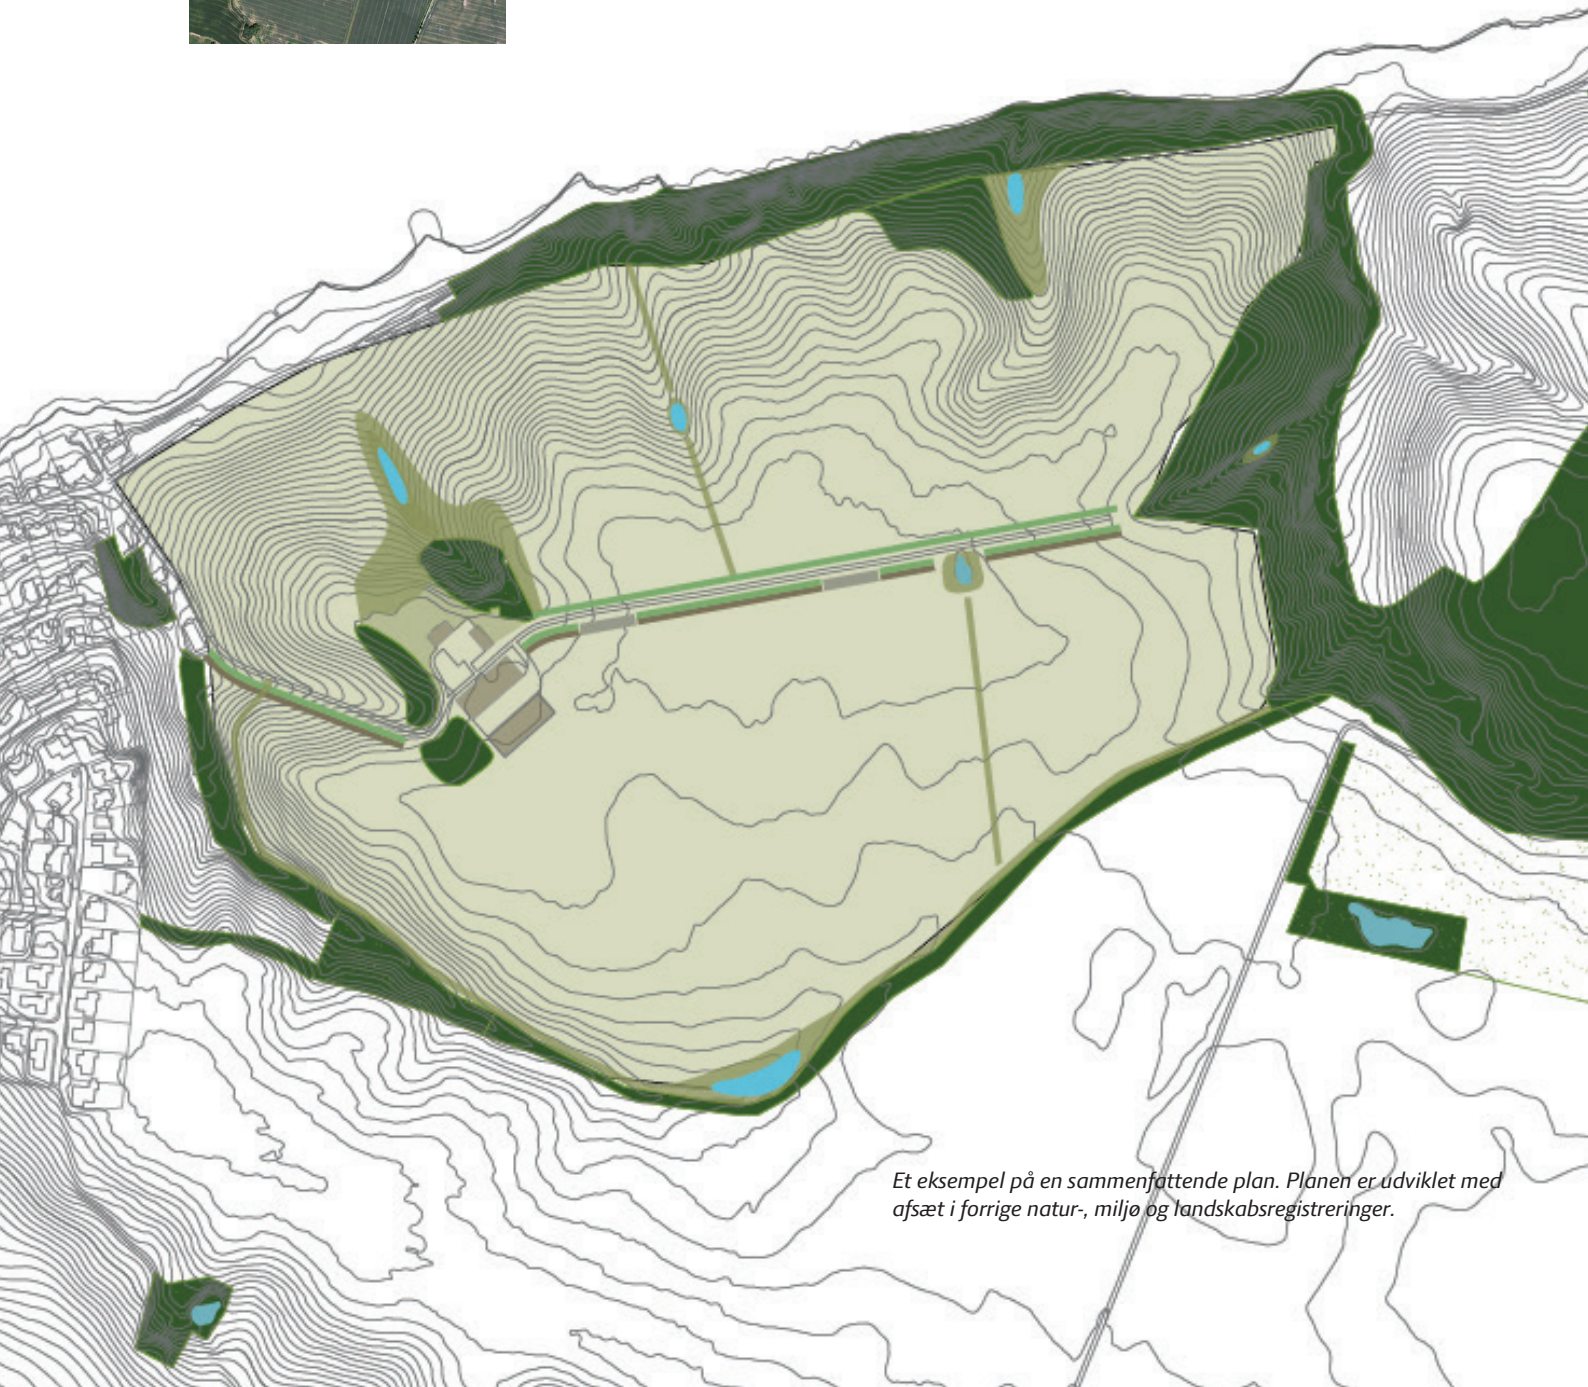 Et eksempel på en sammenfattende plan. Planen er udviklet med
afsæt i forrige natur-, miljø og landskabsregistreringer.